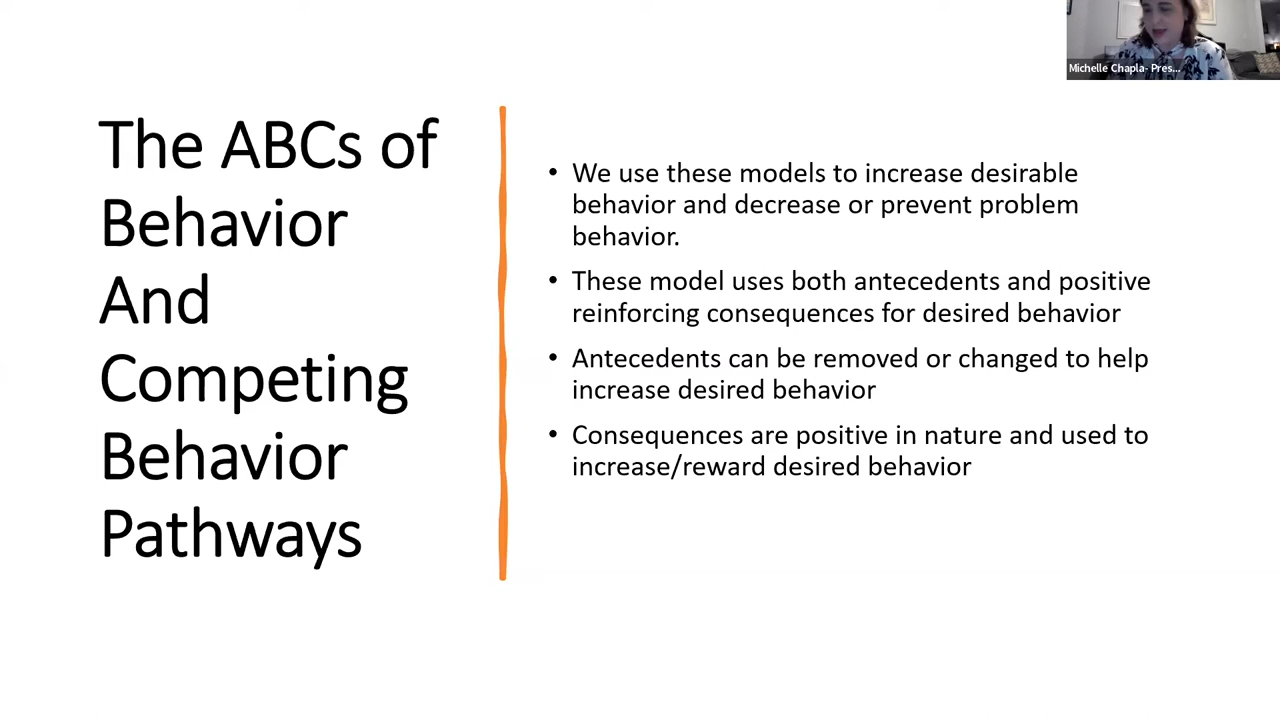 Michelle Chapla- Pres...
The ABCs of
Behavior
And
Competing
Behavior
Pathways
• We use these models to increase desirable
behavior and decrease or prevent problem
behavior.
• These model uses both antecedents and positive
reinforcing consequences for desired behavior
• Antecedents can be removed or changed to help
increase desired behavior
• Consequences are positive in nature and used to
increase/reward desired behavior